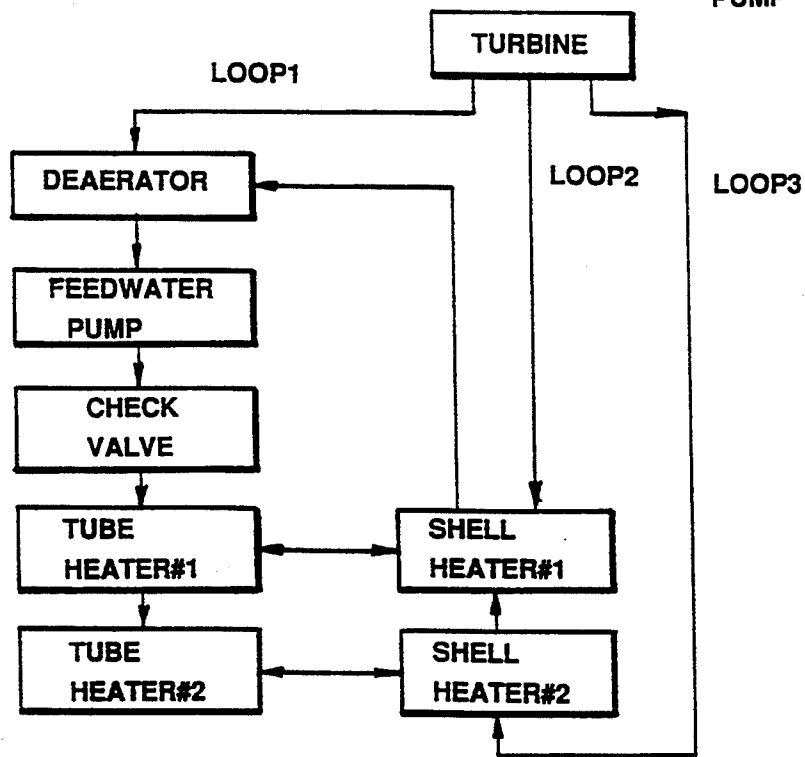 PUMP
TURBINE
LOOP1
DEAERATOR
LOOP2
LOOP3
FEEDWATER
PUMP
CHECK
VALVE
TUBE
HEATER#1
SHELL
HEATER#1
TUBE
HEATER#2
SHELL
HEATER#2